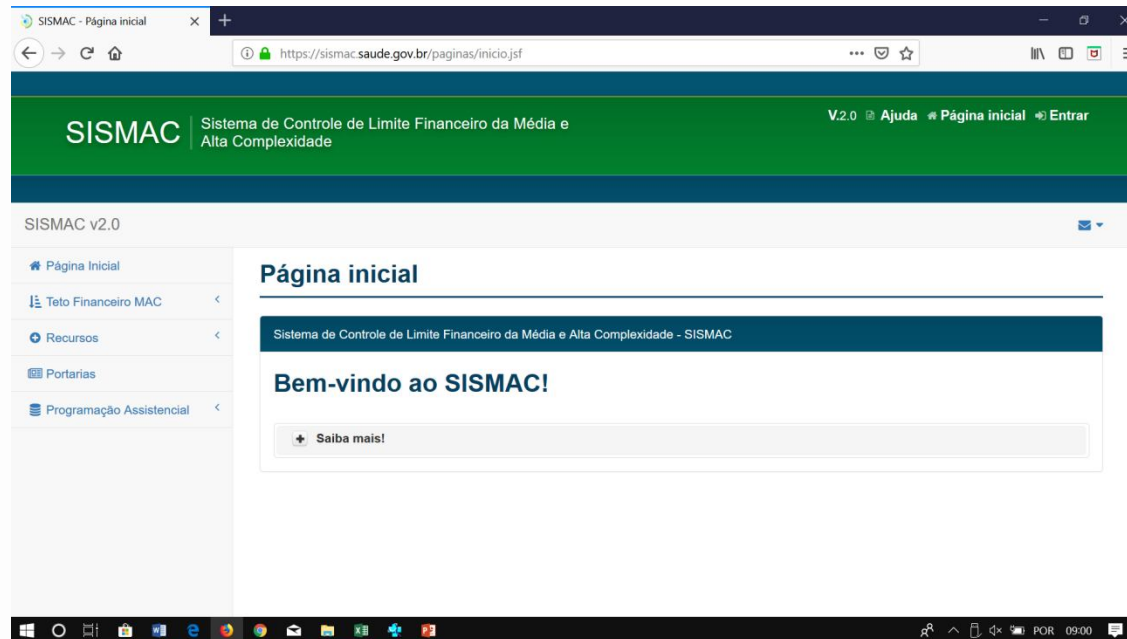 SISMAC - Página inicial
https://sismac.saude.gov.br/paginas/inicio.jsf
SISMAC
Sistema de Controle de Limite Financeiro da Média e
Alta Complexidade
V.2.0 Ajuda Página inicial Entrar
SISMAC v2.0
Página Inicial
Teto Financeiro MAC
Recursos
Portarias
Programação Assistencial
Página inicial
Sistema de Controle de Limite Financeiro da Média e Alta Complexidade - SISMAC
Bem-vindo ao SISMAC!
Saiba mais!
POR 09:00